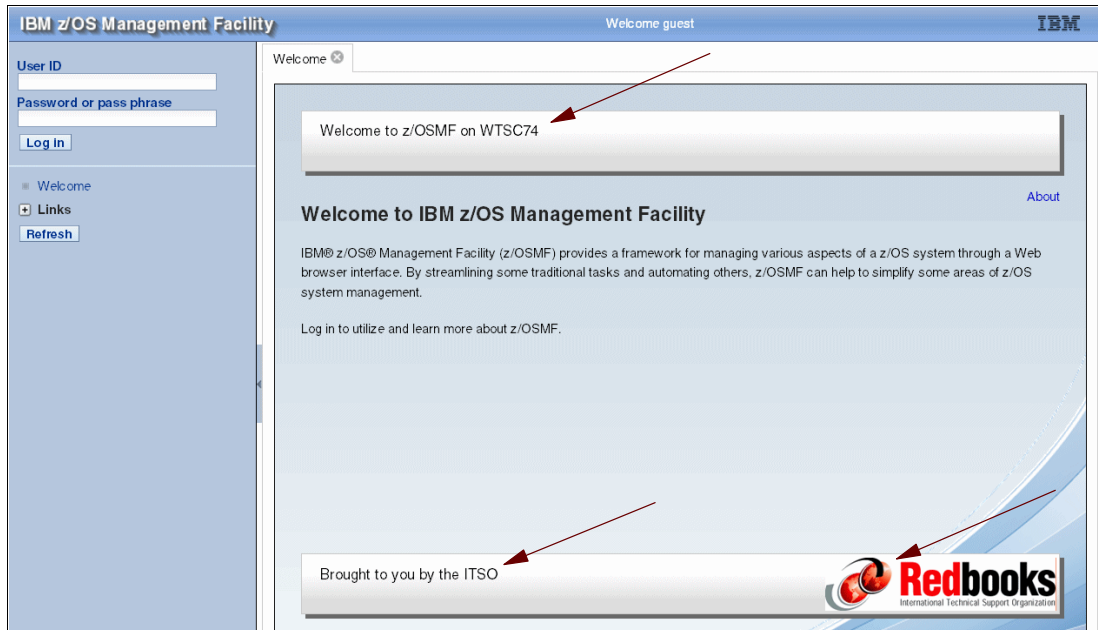 IBM z/OS Management Facility
Welcome guest
IBM
User ID
Password or pass phrase
Log In
Welcome
Links
Refresh
Welcome
Welcome to z/OSMF on WTSC74
About
Welcome to IBM z/OS Management Facility
IBM® z/OS® Management Facility (z/OSMF) provides a framework for managing various aspects of a z/OS system through a Web
browser interface. By streamlining some traditional tasks and automating others, z/OSMF can help to simplify some areas of z/OS
system management.
Log in to utilize and learn more about z/OSMF.
Brought to you by the ITSO
Redbooks
International Technical Support Organization